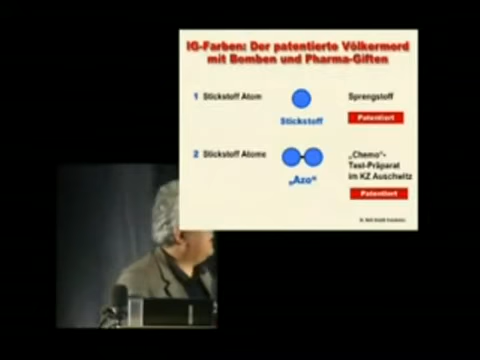 IG-Farben: Der patentierte Völkermord
mit Bomben und Pharma-Giften
1 Stickstoff Atom
Sprengstoff
Stickstoff
Patentiert
2 Stickstoff Atome
„Chemo"-
Test-Präparat
im KZ Auschwitz
„Azo"
Patentiert